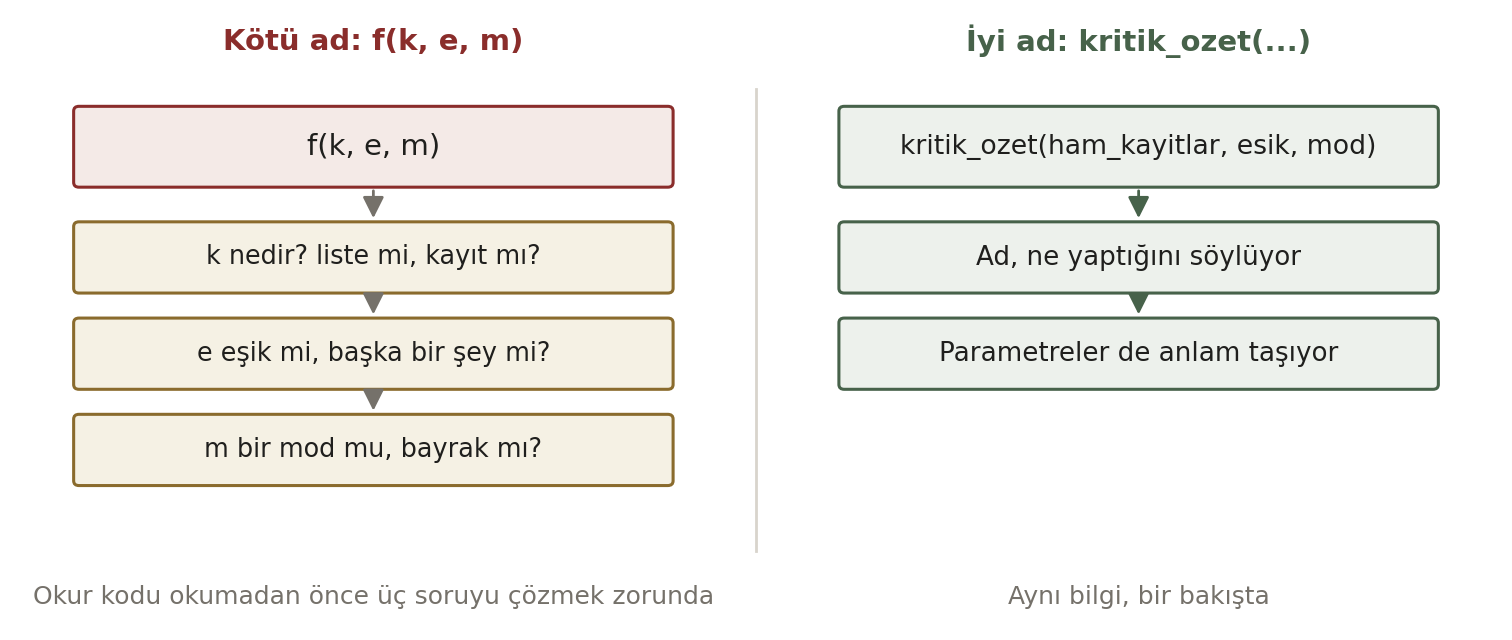 Kötü ad: f(k, e, m)
f(k, e, m)
k nedir? liste mi, kayıt mı?
e eşik mi, başka bir şey mi?
m bir mod mu, bayrak mı?
Okur kodu okumadan önce üç soruyu çözmek zorunda
İyi ad: kritik_ozet(...)
kritik_ozet(ham_kayitlar, esik, mod)
Ad, ne yaptığını söylüyor
Parametreler de anlam taşıyor
Aynı bilgi, bir bakışta